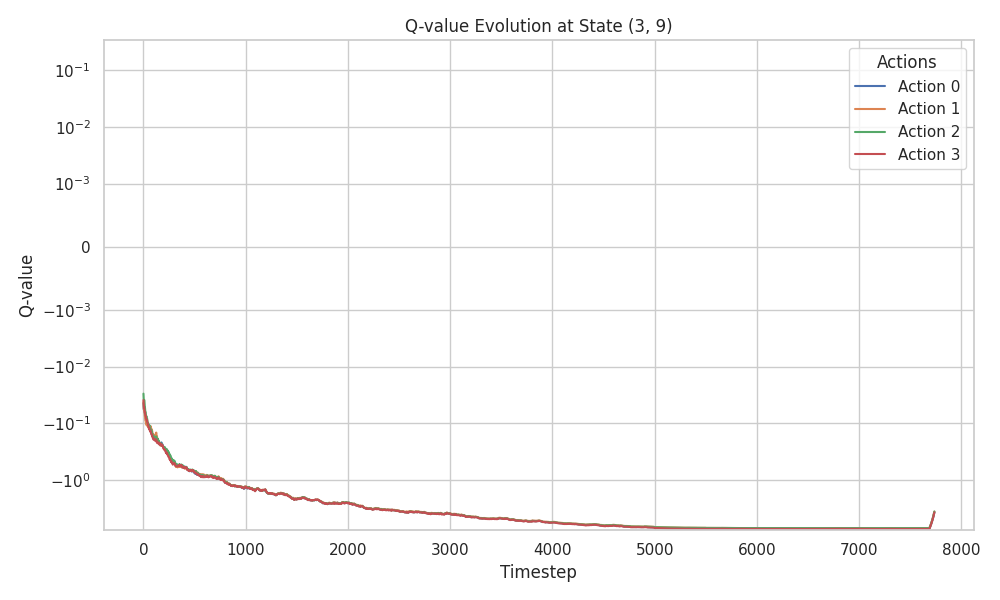 Q-value Evolution at State (3, 9)
Actions
Action 0
Action 1
Action 2
Action 3
Q-value
10⁻¹
10⁻²
10⁻³
0
−10⁻³
−10⁻²
−10⁻¹
−10⁰
0 1000 2000 3000 4000 5000 6000 7000 8000
Timestep